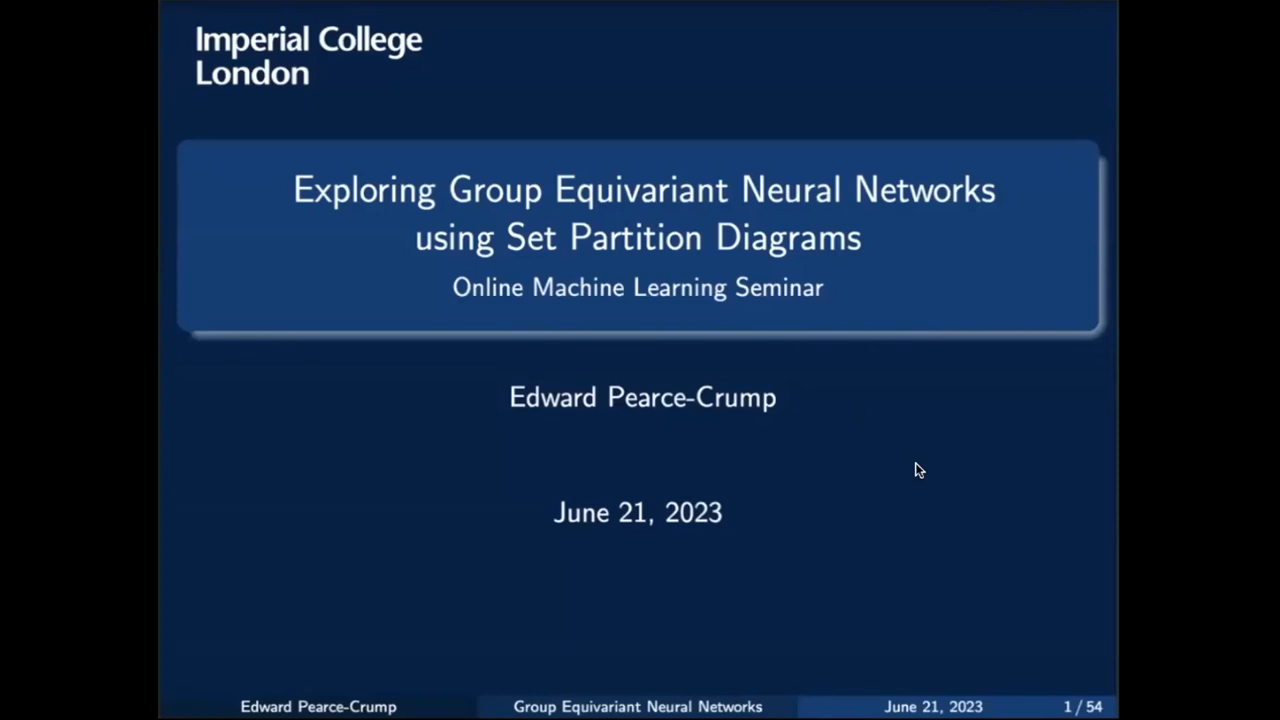 Imperial College
London
Exploring Group Equivariant Neural Networks
using Set Partition Diagrams
Online Machine Learning Seminar
Edward Pearce-Crump
June 21, 2023
Edward Pearce-Crump
Group Equivariant Neural Networks
June 21, 2023
1 / 54